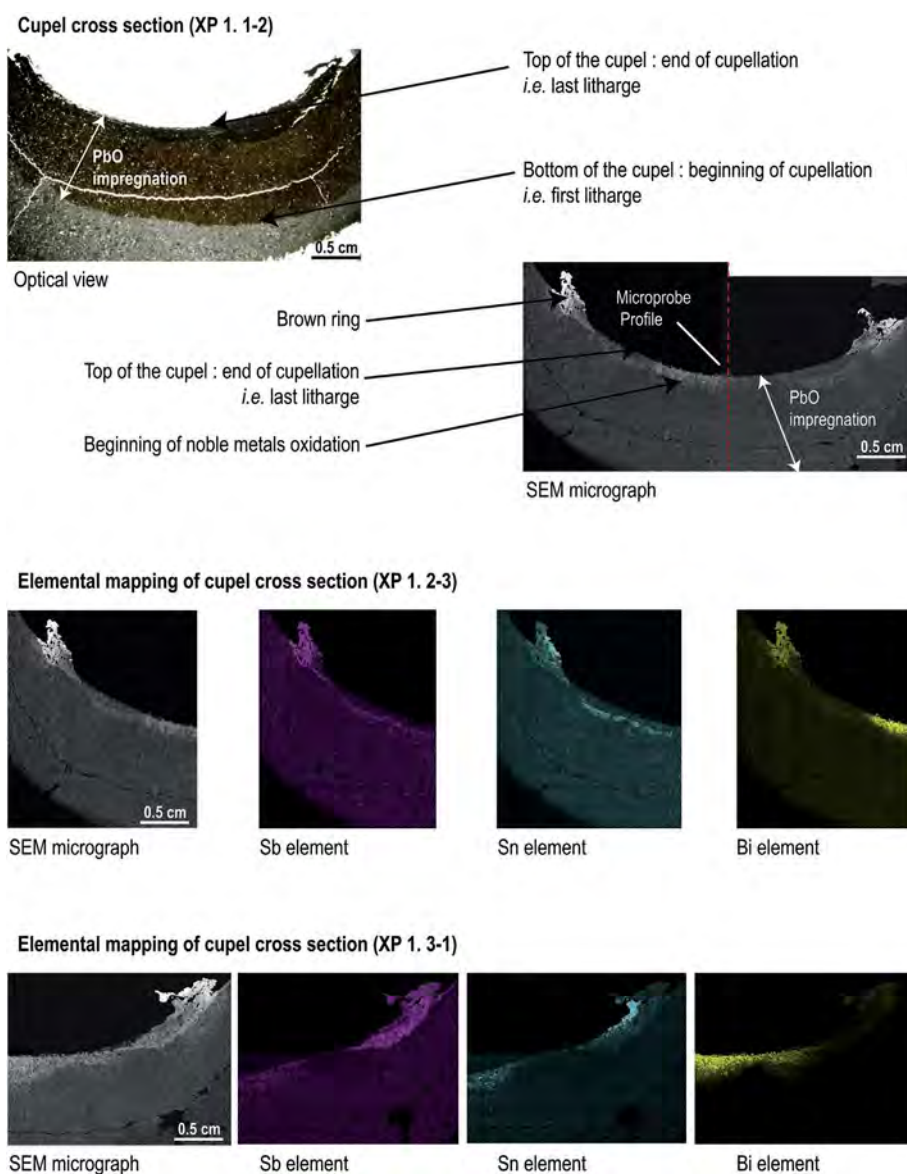 Cupel cross section (XP 1. 1-2)
Top of the cupel : end of cupellation
i.e. last litharge
PbO
impregnation
Bottom of the cupel : beginning of cupellation
i.e. first litharge
0.5 cm
Optical view
Brown ring
Microprobe
Profile
Top of the cupel : end of cupellation
i.e. last litharge
PbO
impregnation
Beginning of noble metals oxidation
0.5 cm
SEM micrograph
Elemental mapping of cupel cross section (XP 1. 2-3)
0.5 cm
SEM micrograph
Sb element
Sn element
Bi element
Elemental mapping of cupel cross section (XP 1. 3-1)
0.5 cm
SEM micrograph
Sb element
Sn element
Bi element